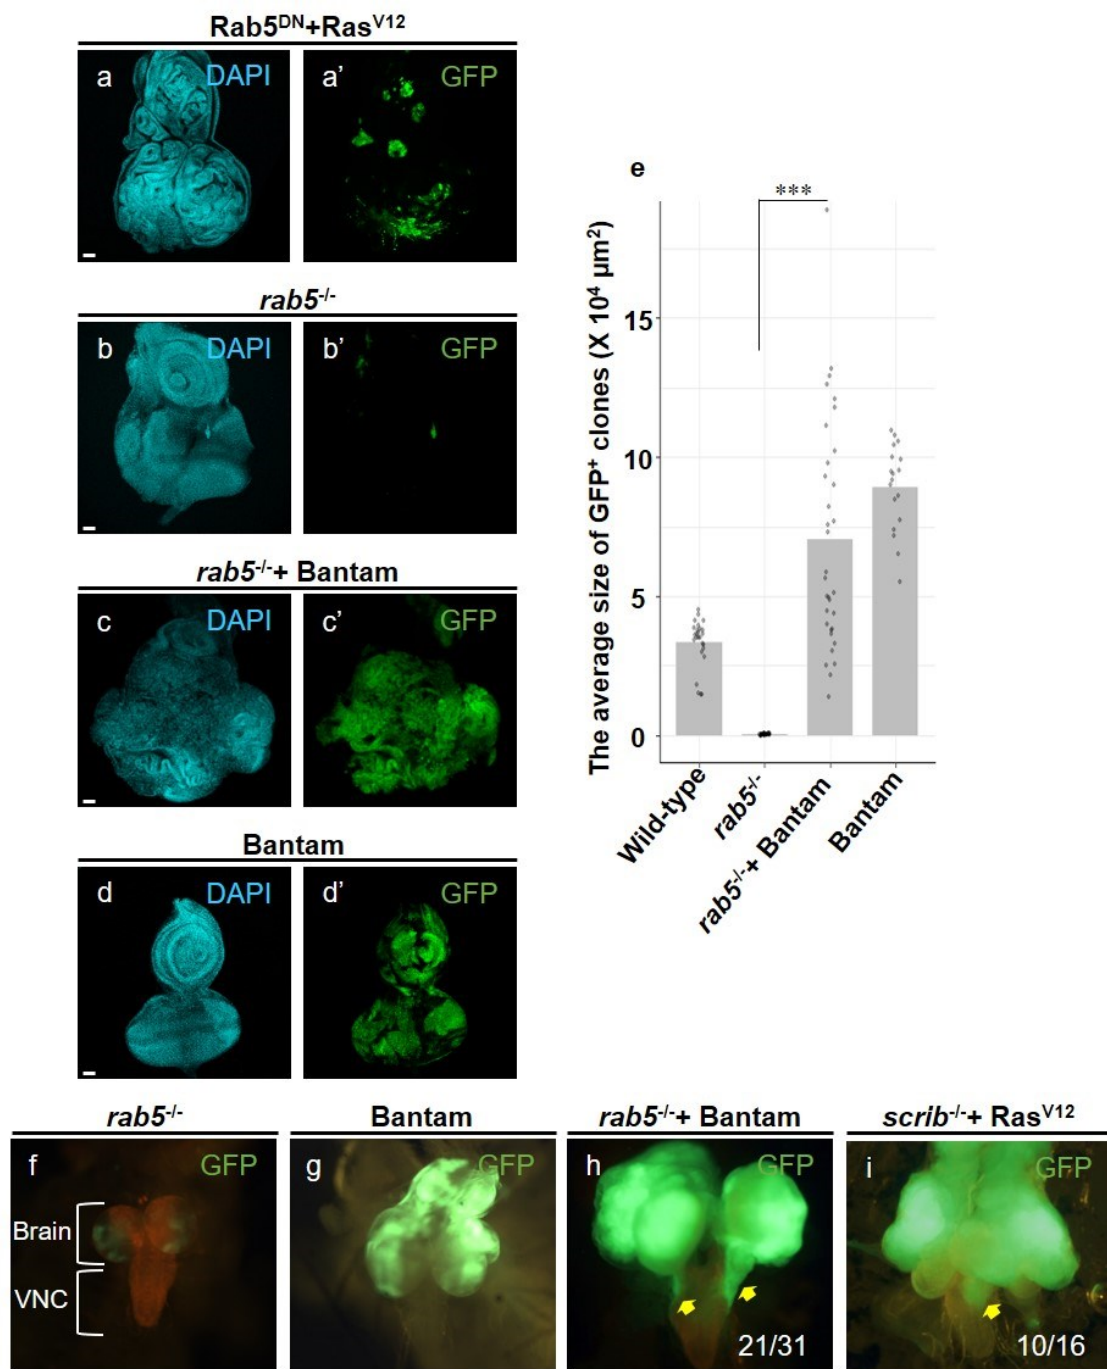 Rab5ᴰᴺ+Rasⱽ¹²
a DAPI
a' GFP
rab5⁻/⁻
b DAPI
b' GFP
rab5⁻/⁻+ Bantam
c DAPI
c' GFP
Bantam
d DAPI
d' GFP
e
***
The average size of GFP⁺ clones (X 10⁴ µm²)
15
10
5
0
Wild-type
rab5⁻/⁻
rab5⁻/⁻+ Bantam
Bantam
rab5⁻/⁻
f GFP
Brain
VNC
Bantam
g GFP
rab5⁻/⁻+ Bantam
h GFP
21/31
scrib⁻/⁻+ Rasⱽ¹²
i GFP
10/16